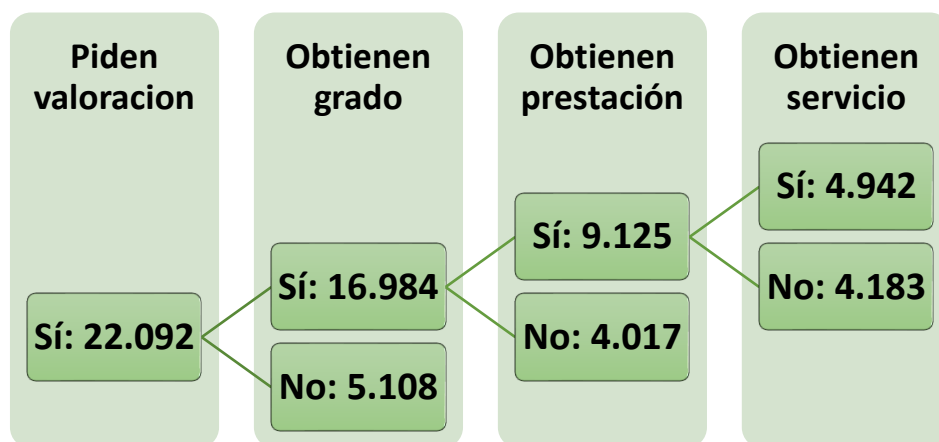 Piden
valoracion
Obtienen
grado
Obtienen
prestación
Obtienen
servicio
Sí: 22.092
Sí: 16.984
No: 5.108
Sí: 9.125
No: 4.017
Sí: 4.942
No: 4.183